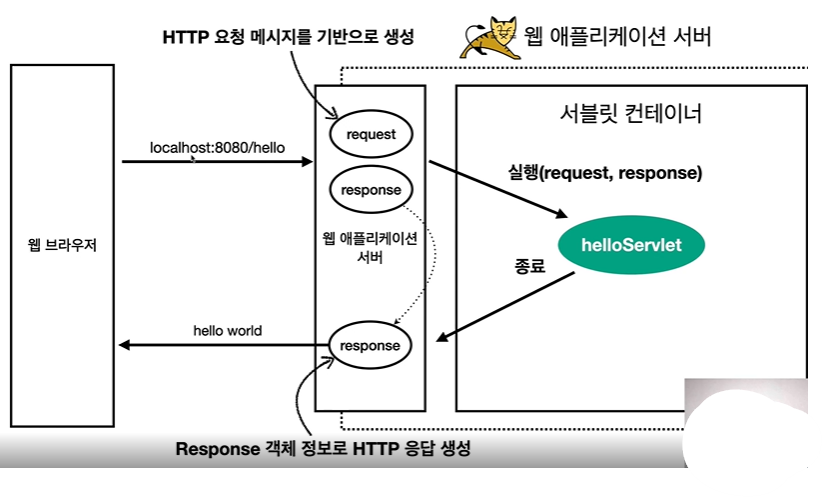 HTTP 요청 메시지를 기반으로 생성
웹 애플리케이션 서버
서블릿 컨테이너
request
localhost:8080/hello
실행(request, response)
response
웹 브라우저
웹 애플리케이션
서버
helloServlet
종료
hello world
response
Response 객체 정보로 HTTP 응답 생성